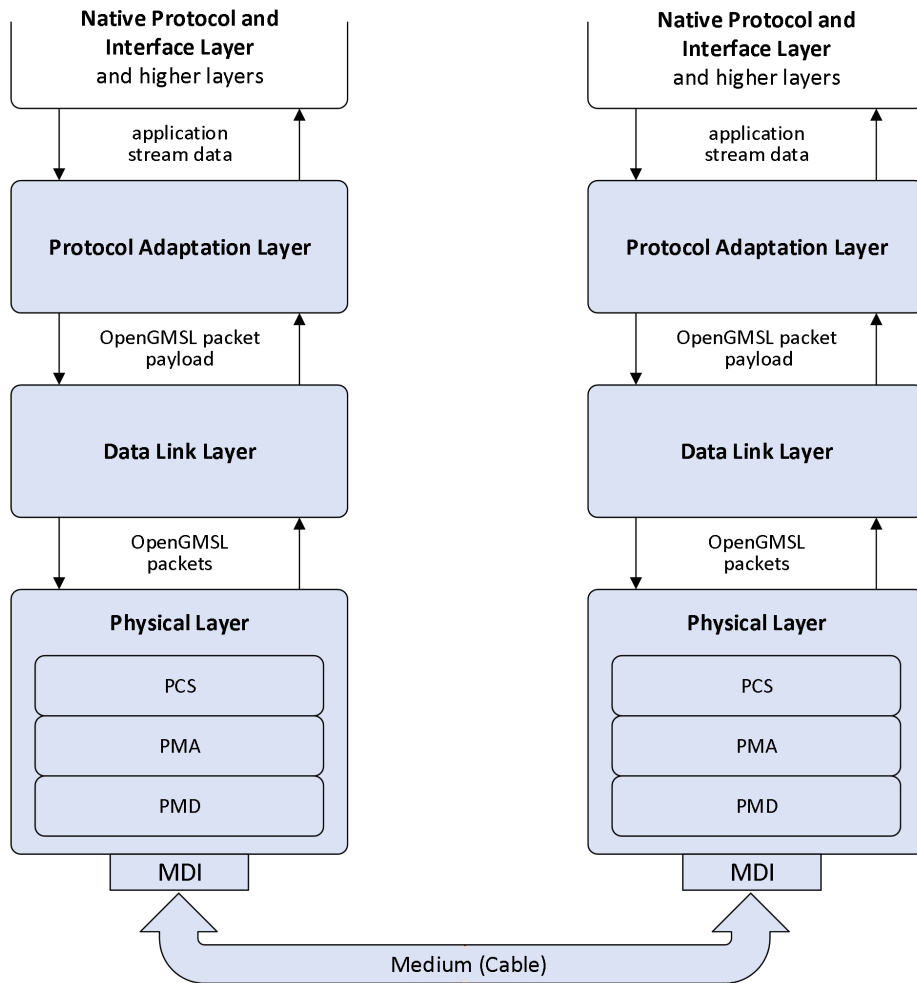 Native Protocol and
Interface Layer
and higher layers
application
stream data
Protocol Adaptation Layer
OpenGMSL packet
payload
Data Link Layer
OpenGMSL
packets
Physical Layer
PCS
PMA
PMD
MDI
Native Protocol and
Interface Layer
and higher layers
application
stream data
Protocol Adaptation Layer
OpenGMSL packet
payload
Data Link Layer
OpenGMSL
packets
Physical Layer
PCS
PMA
PMD
MDI
Medium (Cable)